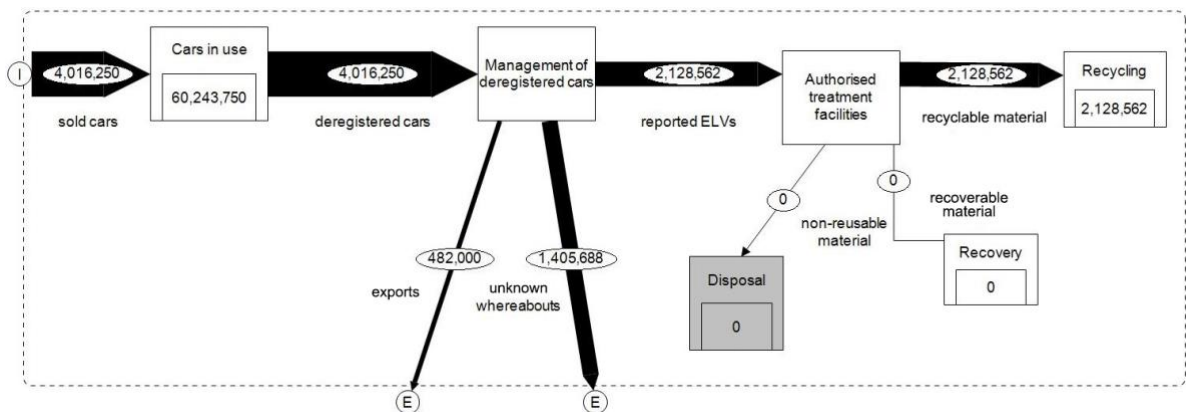 I
4,016,250
sold cars
Cars in use
60,243,750
4,016,250
deregistered cars
Management of
deregistered cars
2,128,562
reported ELVs
Authorised
treatment
facilities
2,128,562
recyclable material
Recycling
2,128,562
482,000
exports
1,405,688
unknown
whereabouts
0
non-reusable
material
0
recoverable
material
Disposal
0
Recovery
0
E
E